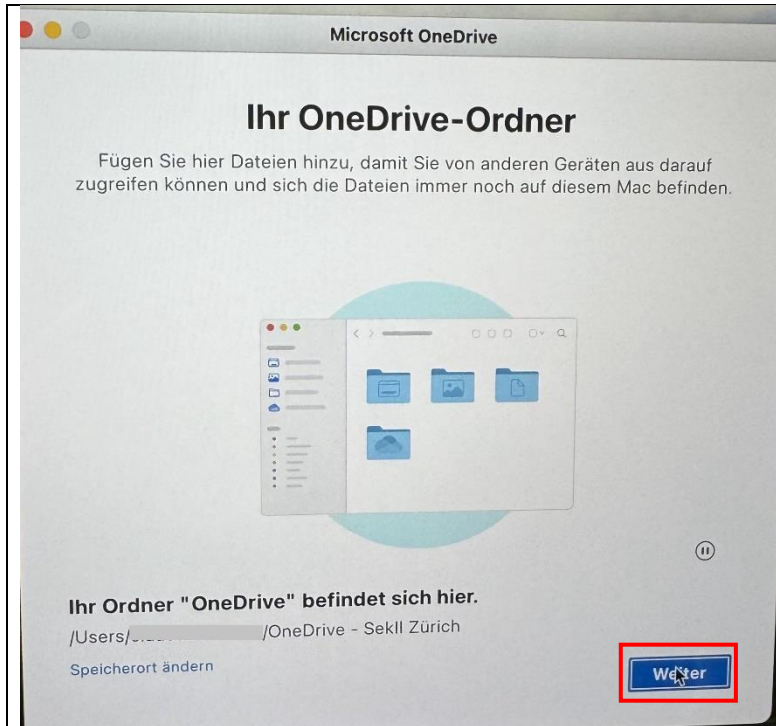 Microsoft OneDrive
Ihr OneDrive-Ordner
Fügen Sie hier Dateien hinzu, damit Sie von anderen Geräten aus darauf
zugreifen können und sich die Dateien immer noch auf diesem Mac befinden.
Ihr Ordner "OneDrive" befindet sich hier.
/Users/ /OneDrive - SekII Zürich
Speicherort ändern
Weiter